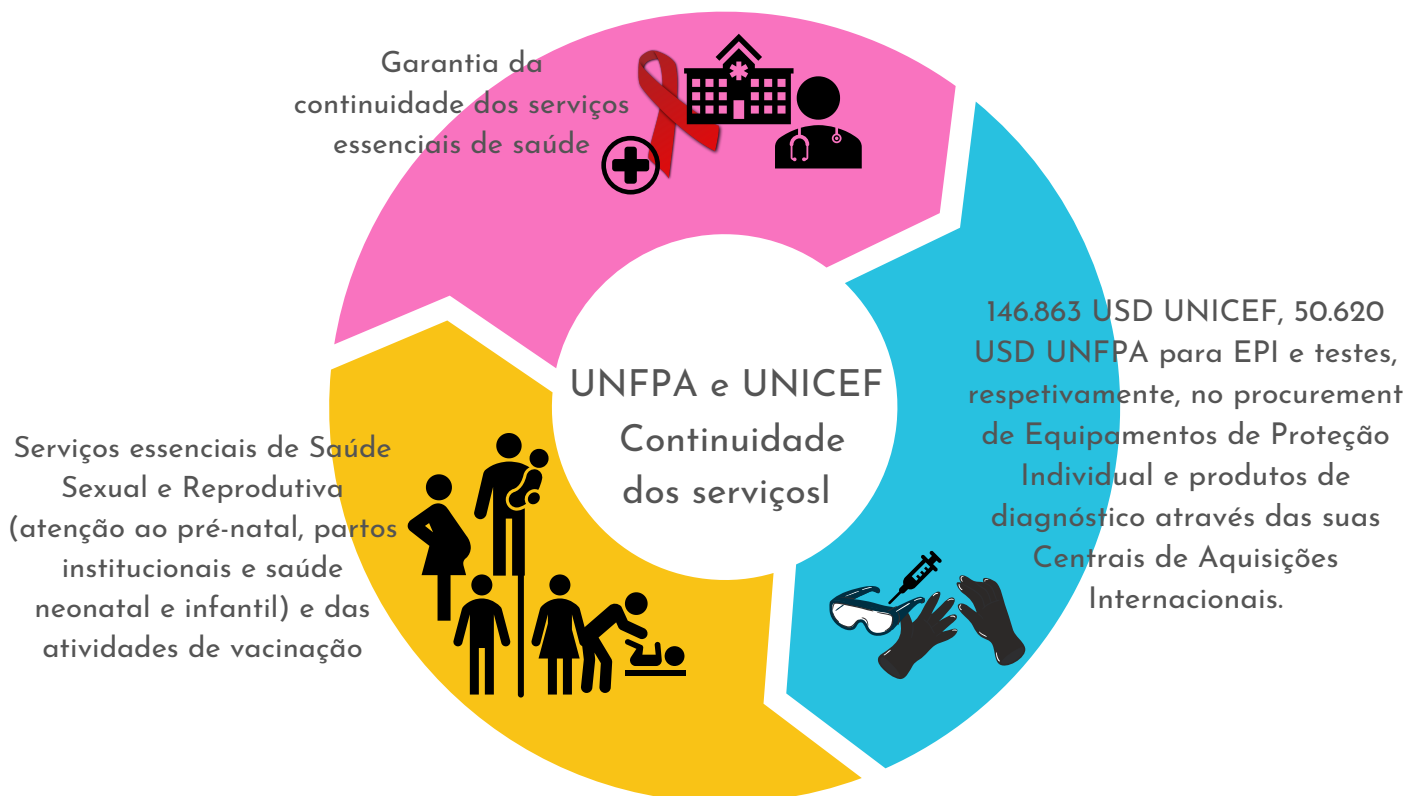 Garantia da
continuidade dos serviços
essenciais de saúde
146.863 USD UNICEF, 50.620
USD UNFPA para EPI e testes,
respetivamente, no procurement
de Equipamentos de Proteção
Individual e produtos de
diagnóstico através das suas
Centrais de Aquisições
Internacionais.
UNFPA e UNICEF
Continuidade
dos serviçosl
Serviços essenciais de Saúde
Sexual e Reprodutiva
(atenção ao pré-natal, partos
institucionais e saúde
neonatal e infantil) e das
atividades de vacinação